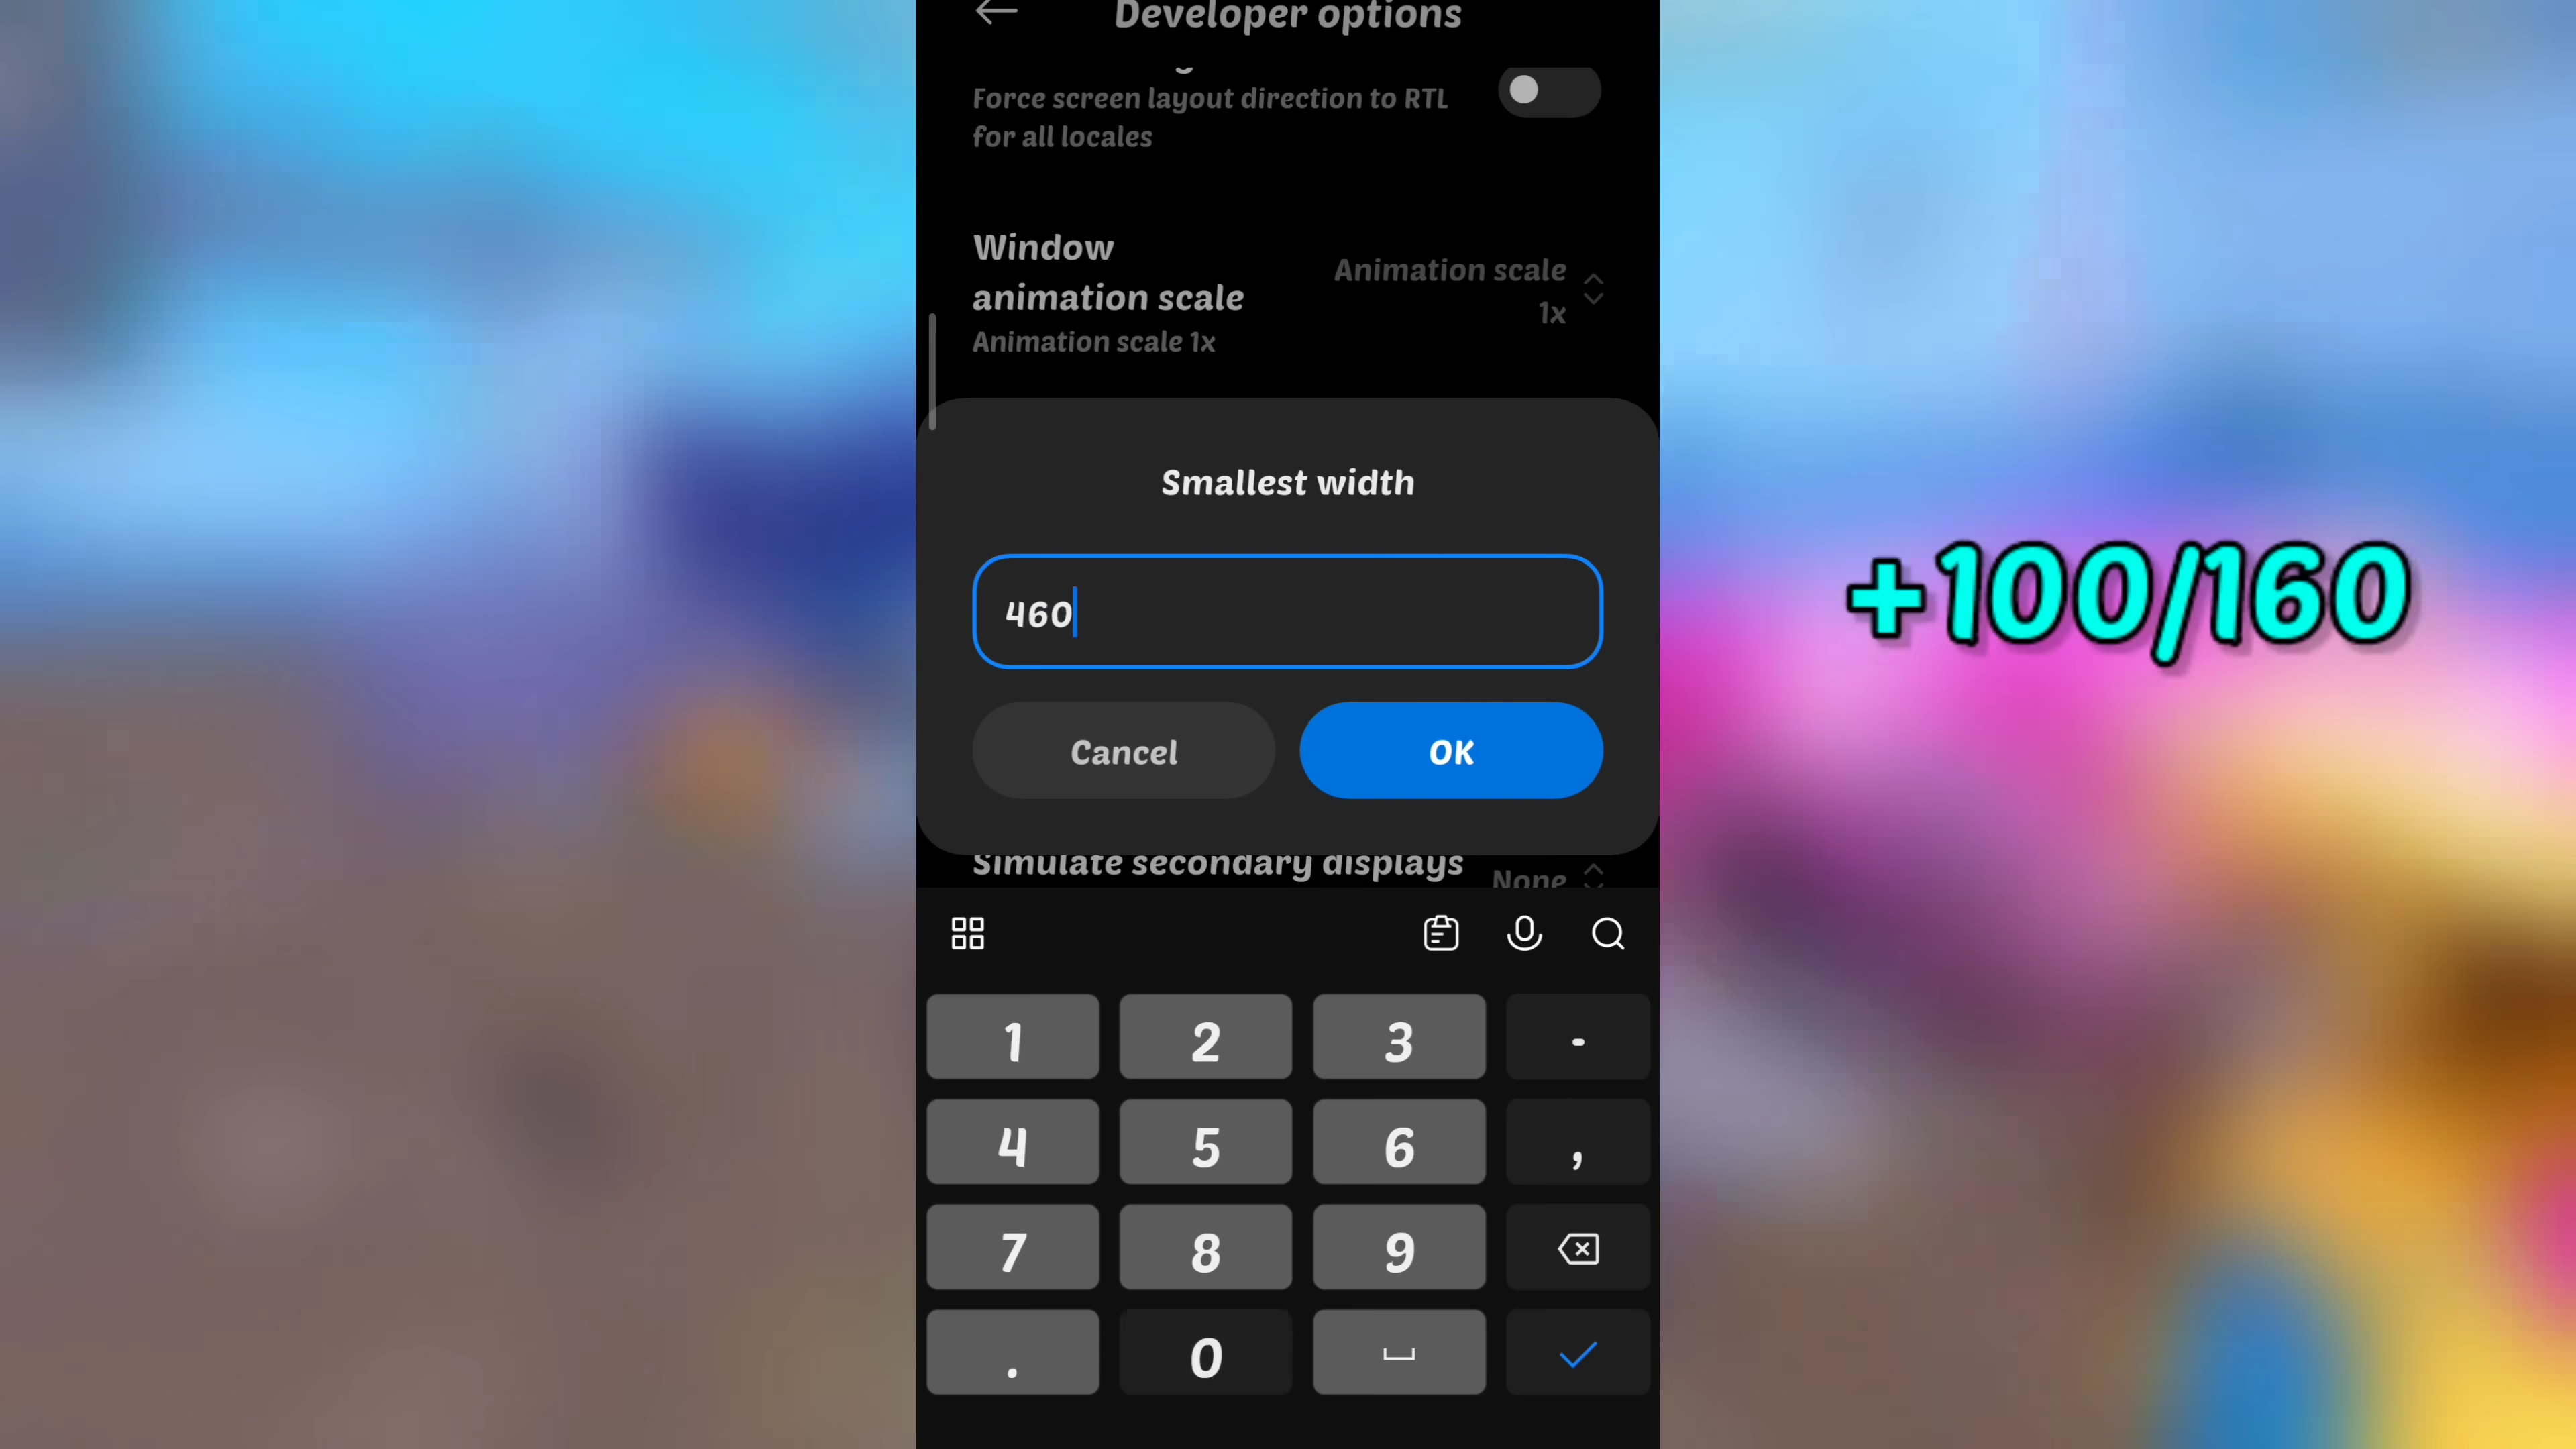 Developer options
Force screen layout direction to RTL
for all locales
Window
animation scale
Animation scale 1x
Animation scale
1x
Smallest width
460
Cancel
OK
+100/160
Simulate secondary displays
None
1 2 3 -
4 5 6 ,
7 8 9
. 0